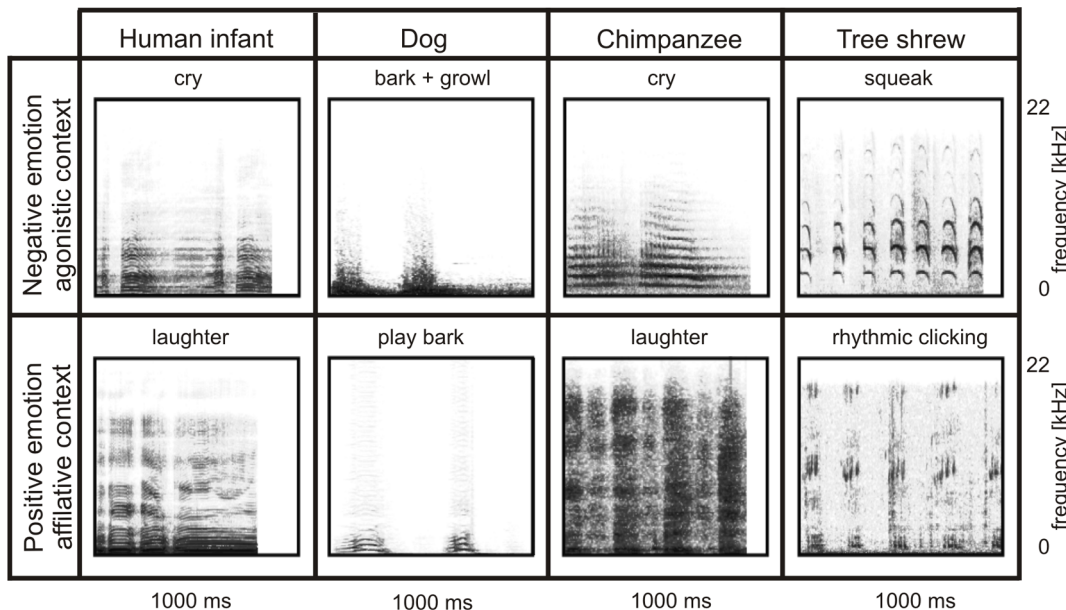 Human infant
Dog
Chimpanzee
Tree shrew
Negative emotion
agonistic context
cry
bark + growl
cry
squeak
22
frequency [kHz]
0
Positive emotion
affilative context
laughter
play bark
laughter
rhythmic clicking
22
frequency [kHz]
0
1000 ms
1000 ms
1000 ms
1000 ms